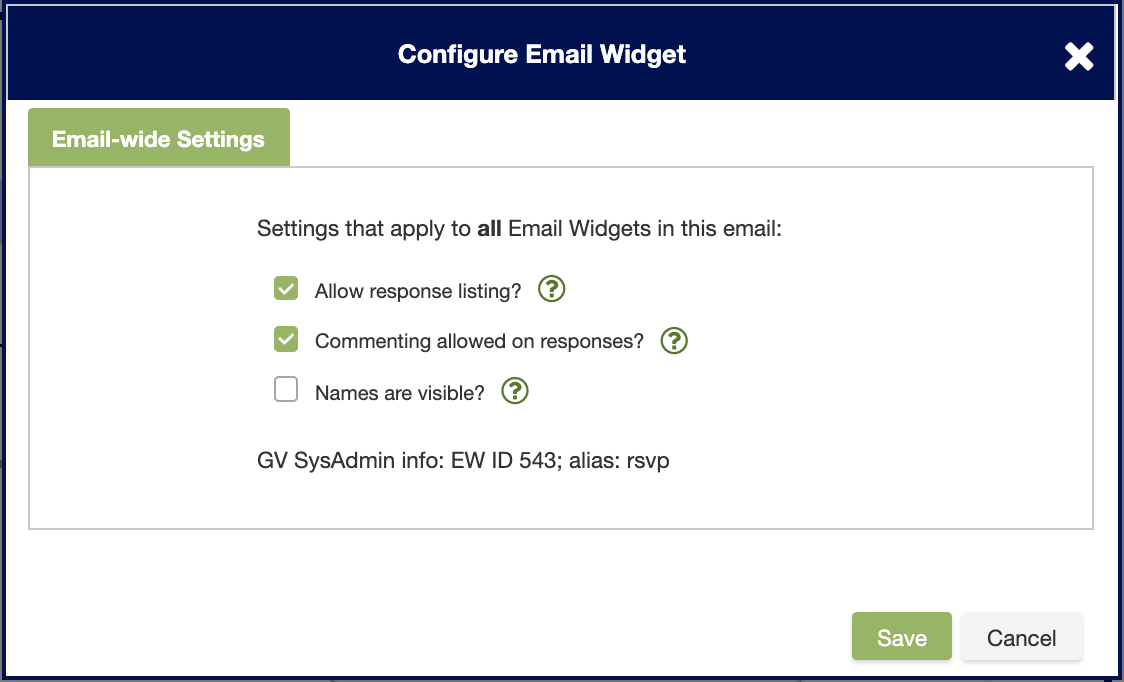 Configure Email Widget
Email-wide Settings
Settings that apply to all Email Widgets in this email:
Allow response listing? ?
Commenting allowed on responses? ?
Names are visible? ?
GV SysAdmin info: EW ID 543; alias: rsvp
Save Cancel